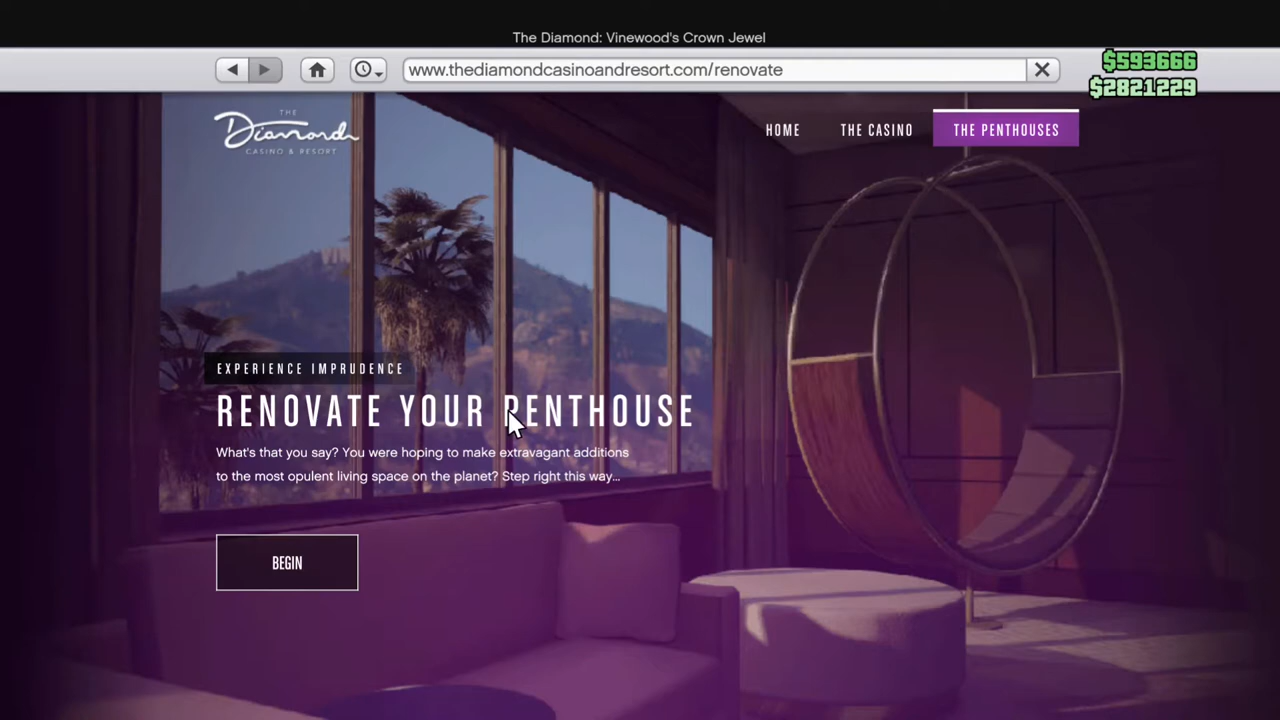 The Diamond: Vinewood's Crown Jewel
www.thediamondcasinoandresort.com/renovate
$593666
$2821229
THE
Diamond
CASINO & RESORT
HOME
THE CASINO
THE PENTHOUSES
EXPERIENCE IMPRUDENCE
RENOVATE YOUR PENTHOUSE
What's that you say? You were hoping to make extravagant additions
to the most opulent living space on the planet? Step right this way...
BEGIN